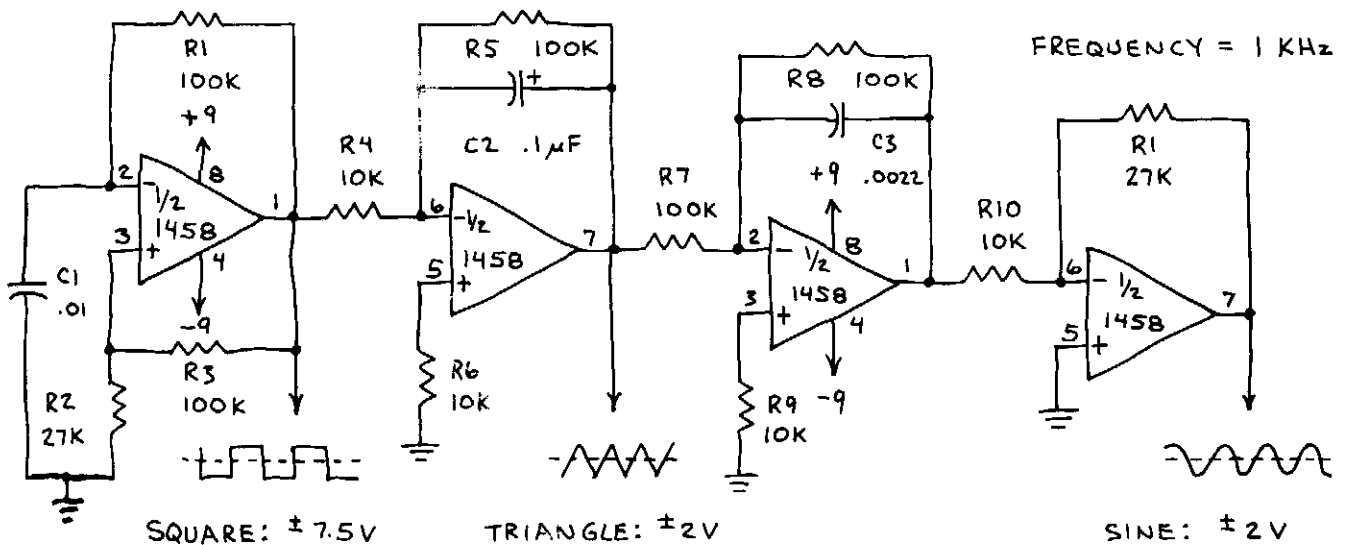 R1
100K
+9
2
-
8
1/2
1458
1
3
+
4
-9
C1
.01
R3
100K
R2
27K
R4
10K
R5 100K
+
C2 .1µF
6
-
1/2
1458
7
5
+
R6
10K
R7
100K
R8 100K
C3
.0022
+9
2
-
8
1/2
1458
1
3
+
4
-9
R9
10K
R10
10K
FREQUENCY = 1 KHz
R1
27K
6
-
1/2
1458
7
5
+
SQUARE: ±7.5V
TRIANGLE: ±2V
SINE: ±2V